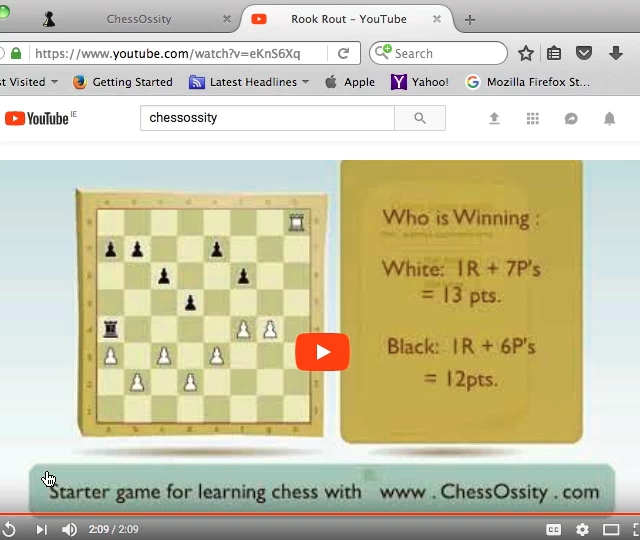 ChessOssity
Rook Rout - YouTube
https://www.youtube.com/watch?v=eKnS6Xq
Search
st Visited
Getting Started
Latest Headlines
Apple
Yahoo!
Mozilla Firefox St...
YouTube IE
chessossity
Who is Winning :
White: 1R + 7P's
= 13 pts.
Black: 1R + 6P's
= 12pts.
Starter game for learning chess with www . ChessOssity . com
2:09 / 2:09
CC